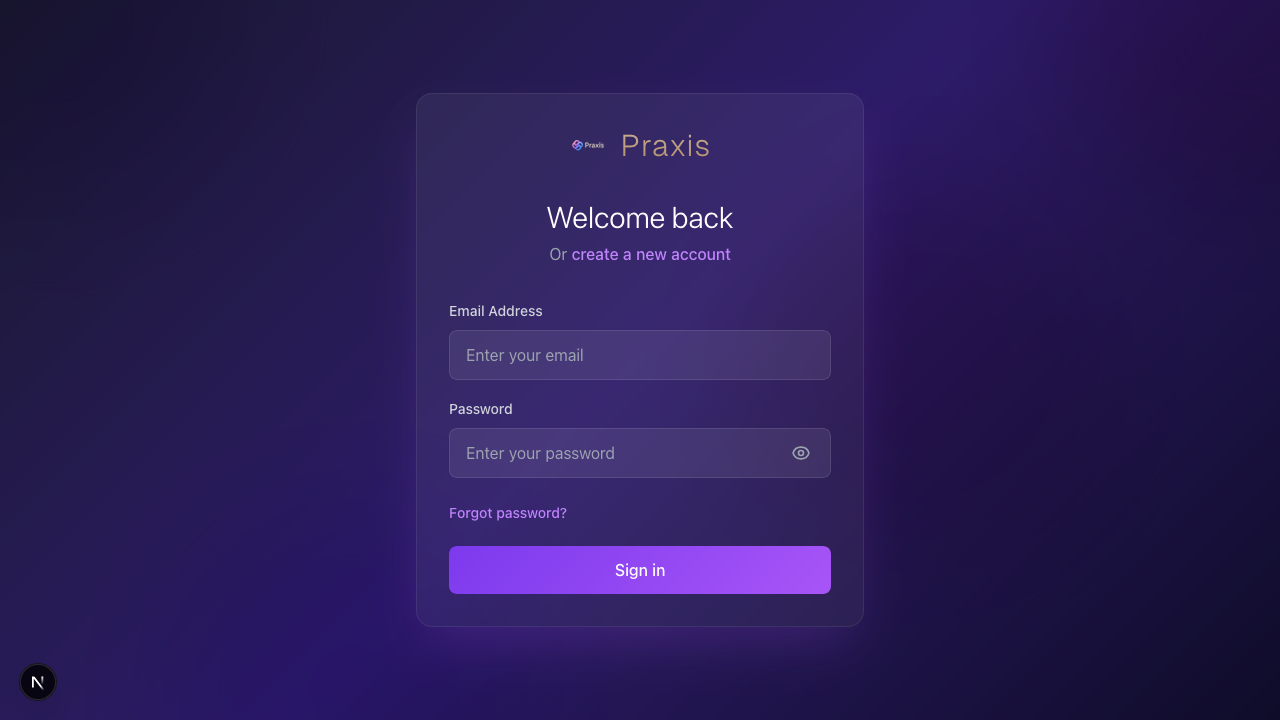 Praxis Praxis
Welcome back
Or create a new account
Email Address
Enter your email
Password
Enter your password
Forgot password?
Sign in
N